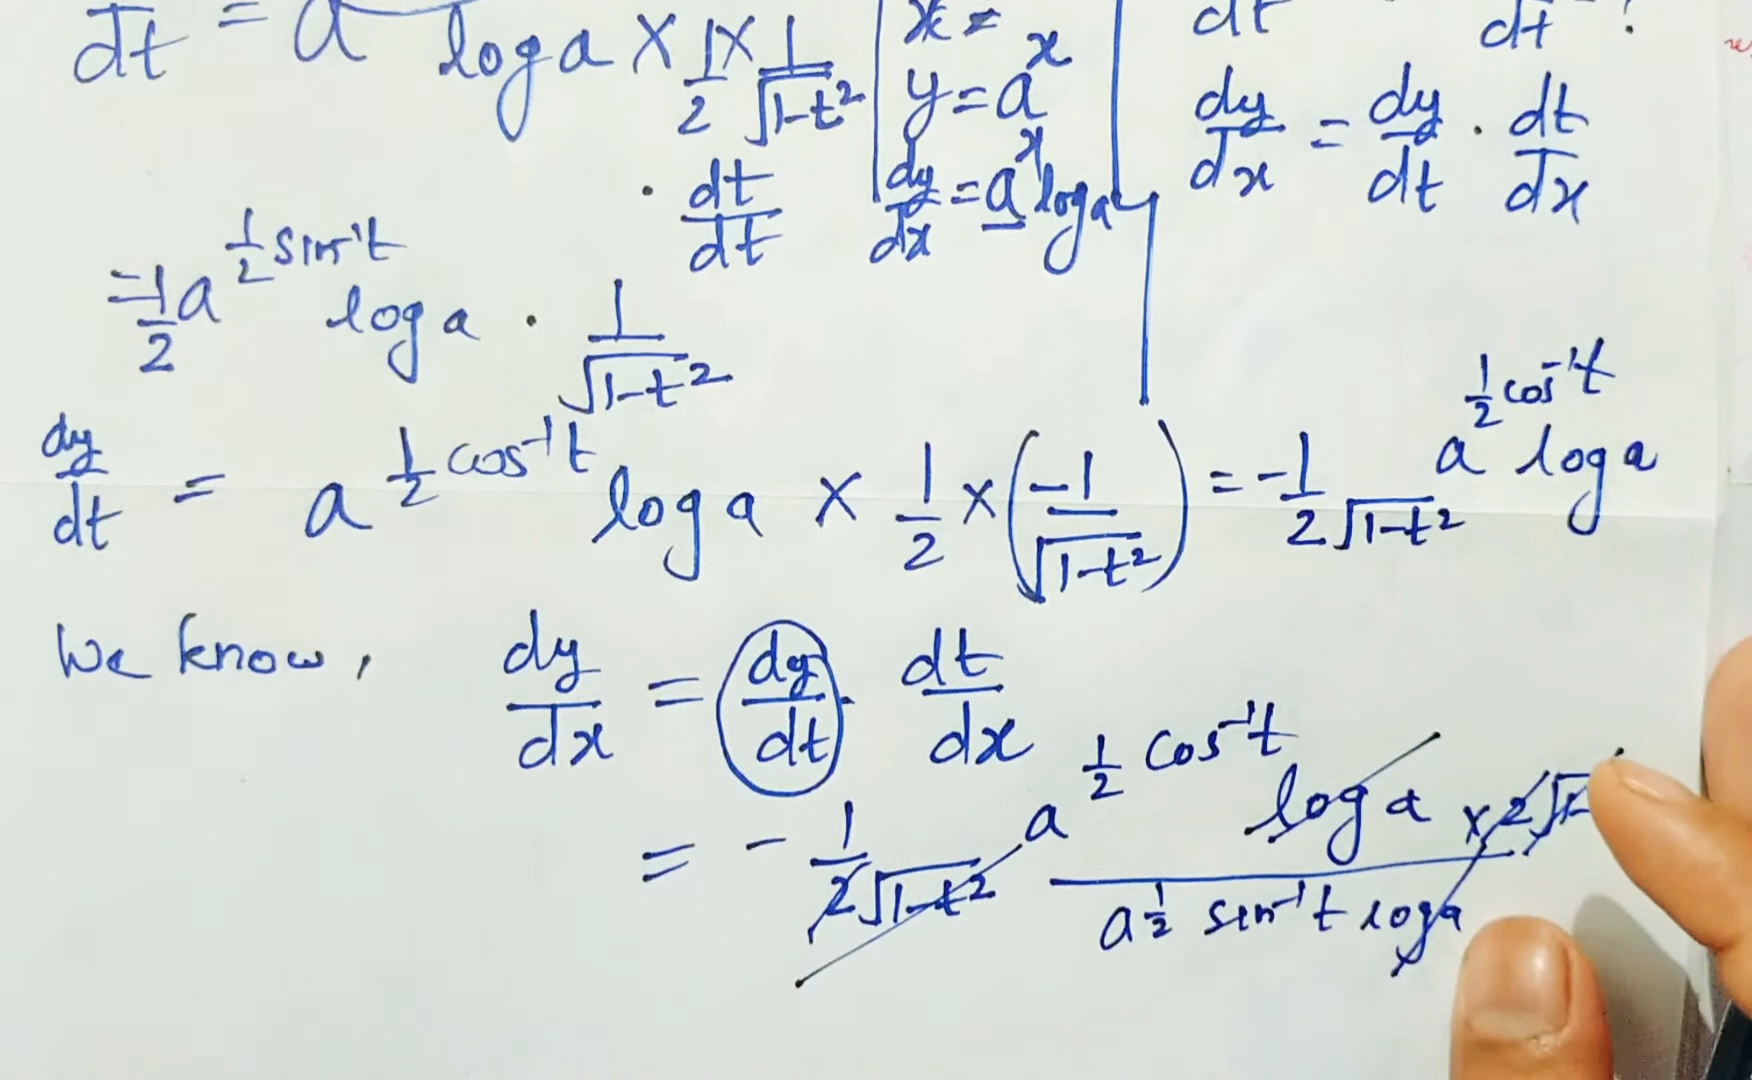 dt = a log a × 1/2 × 1/√1-t²
· dt/dt
x =
y = a^x
dy/dx = a^x log a
dt dt ?
dy/dx = dy/dt · dt/dx
= 1/2 a^(1/2 sin⁻¹t) log a · 1/√1-t²
dy/dt = a^(1/2 cos⁻¹t) log a × 1/2 × (-1/√1-t²) = -1/2√1-t² a^(1/2 cos⁻¹t) log a
We know, dy/dx = dy/dt · dt/dx
= - 1/2√1-t² a^(1/2 cos⁻¹t) log a × 2√1 / a^1/2 sin⁻¹t log a